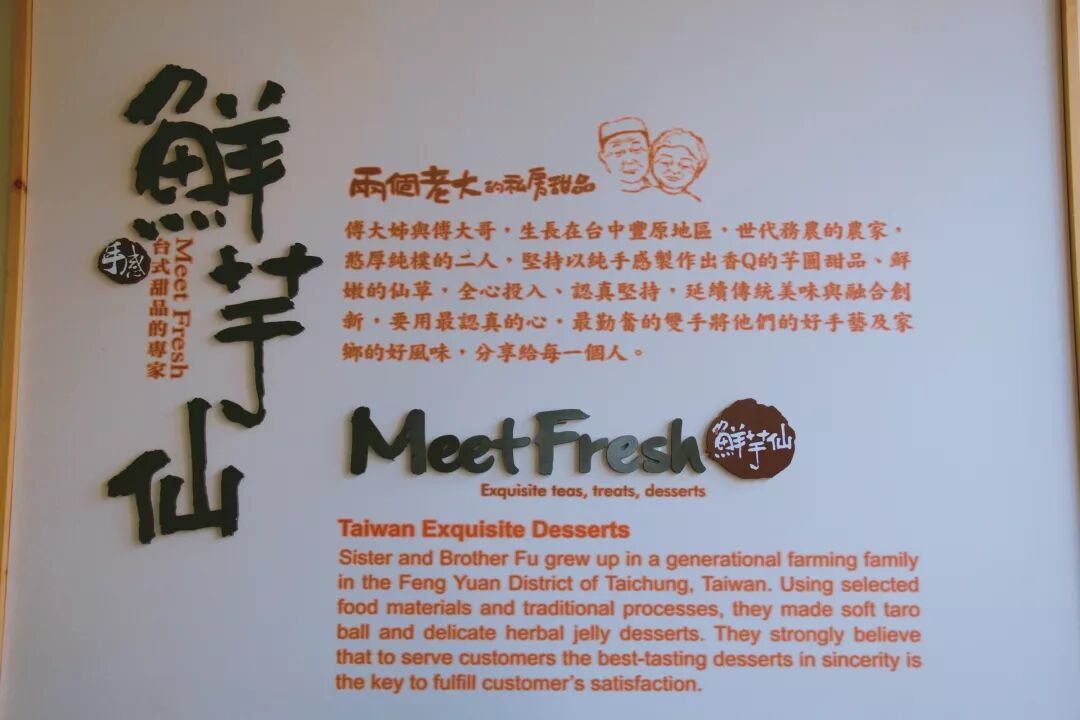 鮮芋仙
手感
Meet Fresh
台式甜品的專家
兩個老大的私房甜品
傅大姊與傅大哥，生長在台中豐原地區，世代務農的農家，
憨厚純樸的二人，堅持以純手感製作出香Q的芋圓甜品、鮮
嫩的仙草，全心投入、認真堅持，延續傳統美味與融合創
新，要用最認真的心，最勤奮的雙手將他們的好手藝及家
鄉的好風味，分享給每一個人。
Meet Fresh
鮮芋仙
Exquisite teas, treats, desserts
Taiwan Exquisite Desserts
Sister and Brother Fu grew up in a generational farming family
in the Feng Yuan District of Taichung, Taiwan. Using selected
food materials and traditional processes, they made soft taro
ball and delicate herbal jelly desserts. They strongly believe
that to serve customers the best-tasting desserts in sincerity is
the key to fulfill customer's satisfaction.